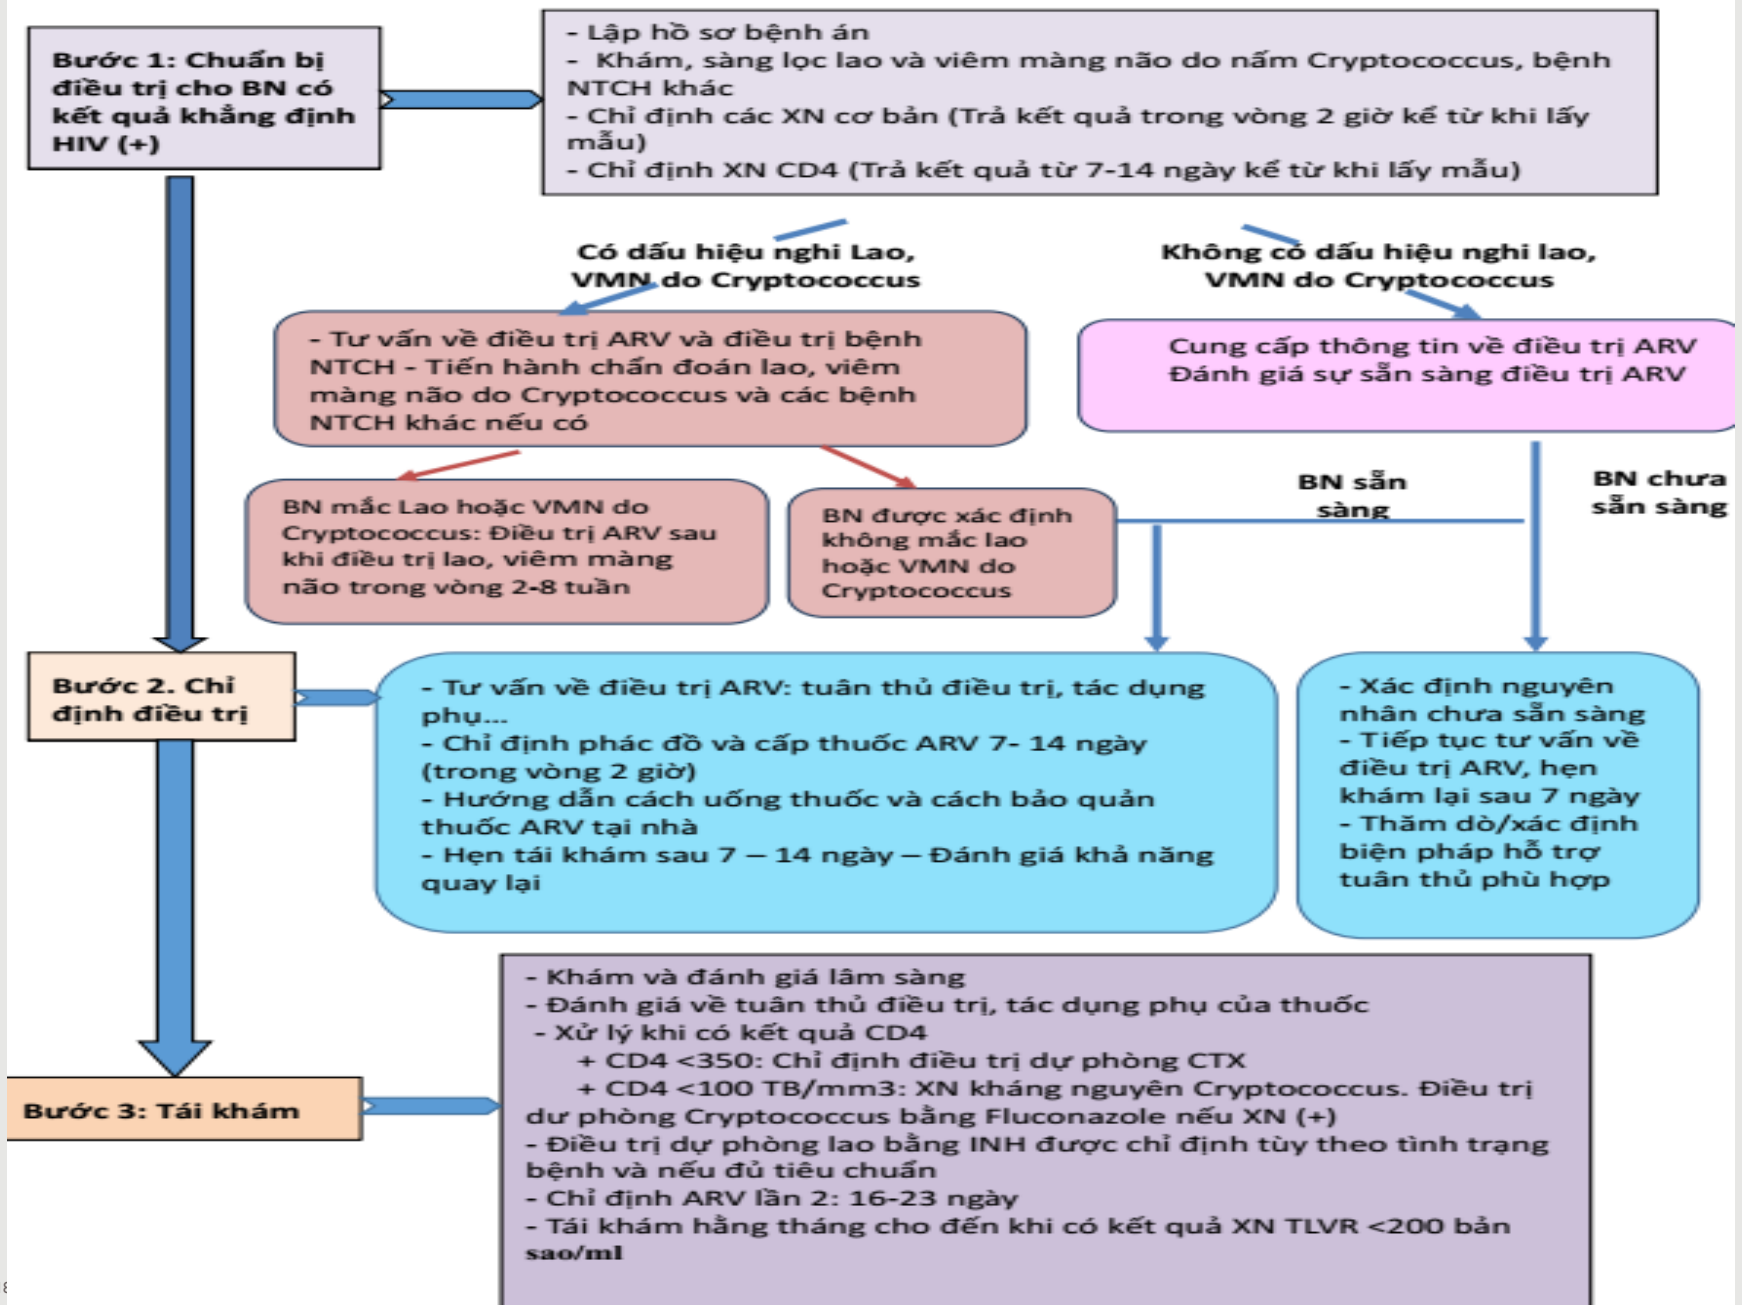 Bước 1: Chuẩn bị
điều trị cho BN có
kết quả khẳng định
HIV (+)
- Lập hồ sơ bệnh án
- Khám, sàng lọc lao và viêm màng não do nấm Cryptococcus, bệnh
NTCH khác
- Chỉ định các XN cơ bản (Trả kết quả trong vòng 2 giờ kể từ khi lấy
mẫu)
- Chỉ định XN CD4 (Trả kết quả từ 7-14 ngày kể từ khi lấy mẫu)
Có dấu hiệu nghi Lao,
VMN do Cryptococcus
Không có dấu hiệu nghi lao,
VMN do Cryptococcus
- Tư vấn về điều trị ARV và điều trị bệnh
NTCH - Tiến hành chẩn đoán lao, viêm
màng não do Cryptococcus và các bệnh
NTCH khác nếu có
Cung cấp thông tin về điều trị ARV
Đánh giá sự sẵn sàng điều trị ARV
BN mắc Lao hoặc VMN do
Cryptococcus: Điều trị ARV sau
khi điều trị lao, viêm màng
não trong vòng 2-8 tuần
BN được xác định
không mắc lao
hoặc VMN do
Cryptococcus
BN sẵn
sàng
BN chưa
sẵn sàng
Bước 2. Chỉ
định điều trị
- Tư vấn về điều trị ARV: tuân thủ điều trị, tác dụng
phụ...
- Chỉ định phác đồ và cấp thuốc ARV 7- 14 ngày
(trong vòng 2 giờ)
- Hướng dẫn cách uống thuốc và cách bảo quản
thuốc ARV tại nhà
- Hẹn tái khám sau 7 – 14 ngày – Đánh giá khả năng
quay lại
- Xác định nguyên
nhân chưa sẵn sàng
- Tiếp tục tư vấn về
điều trị ARV, hẹn
khám lại sau 7 ngày
- Thăm dò/xác định
biện pháp hỗ trợ
tuân thủ phù hợp
Bước 3: Tái khám
- Khám và đánh giá lâm sàng
- Đánh giá về tuân thủ điều trị, tác dụng phụ của thuốc
- Xử lý khi có kết quả CD4
+ CD4 <350: Chỉ định điều trị dự phòng CTX
+ CD4 <100 TB/mm3: XN kháng nguyên Cryptococcus. Điều trị
dư phòng Cryptococcus bằng Fluconazole nếu XN (+)
- Điều trị dự phòng lao bằng INH được chỉ định tùy theo tình trạng
bệnh và nếu đủ tiêu chuẩn
- Chỉ định ARV lần 2: 16-23 ngày
- Tái khám hằng tháng cho đến khi có kết quả XN TLVR <200 bản
sao/ml